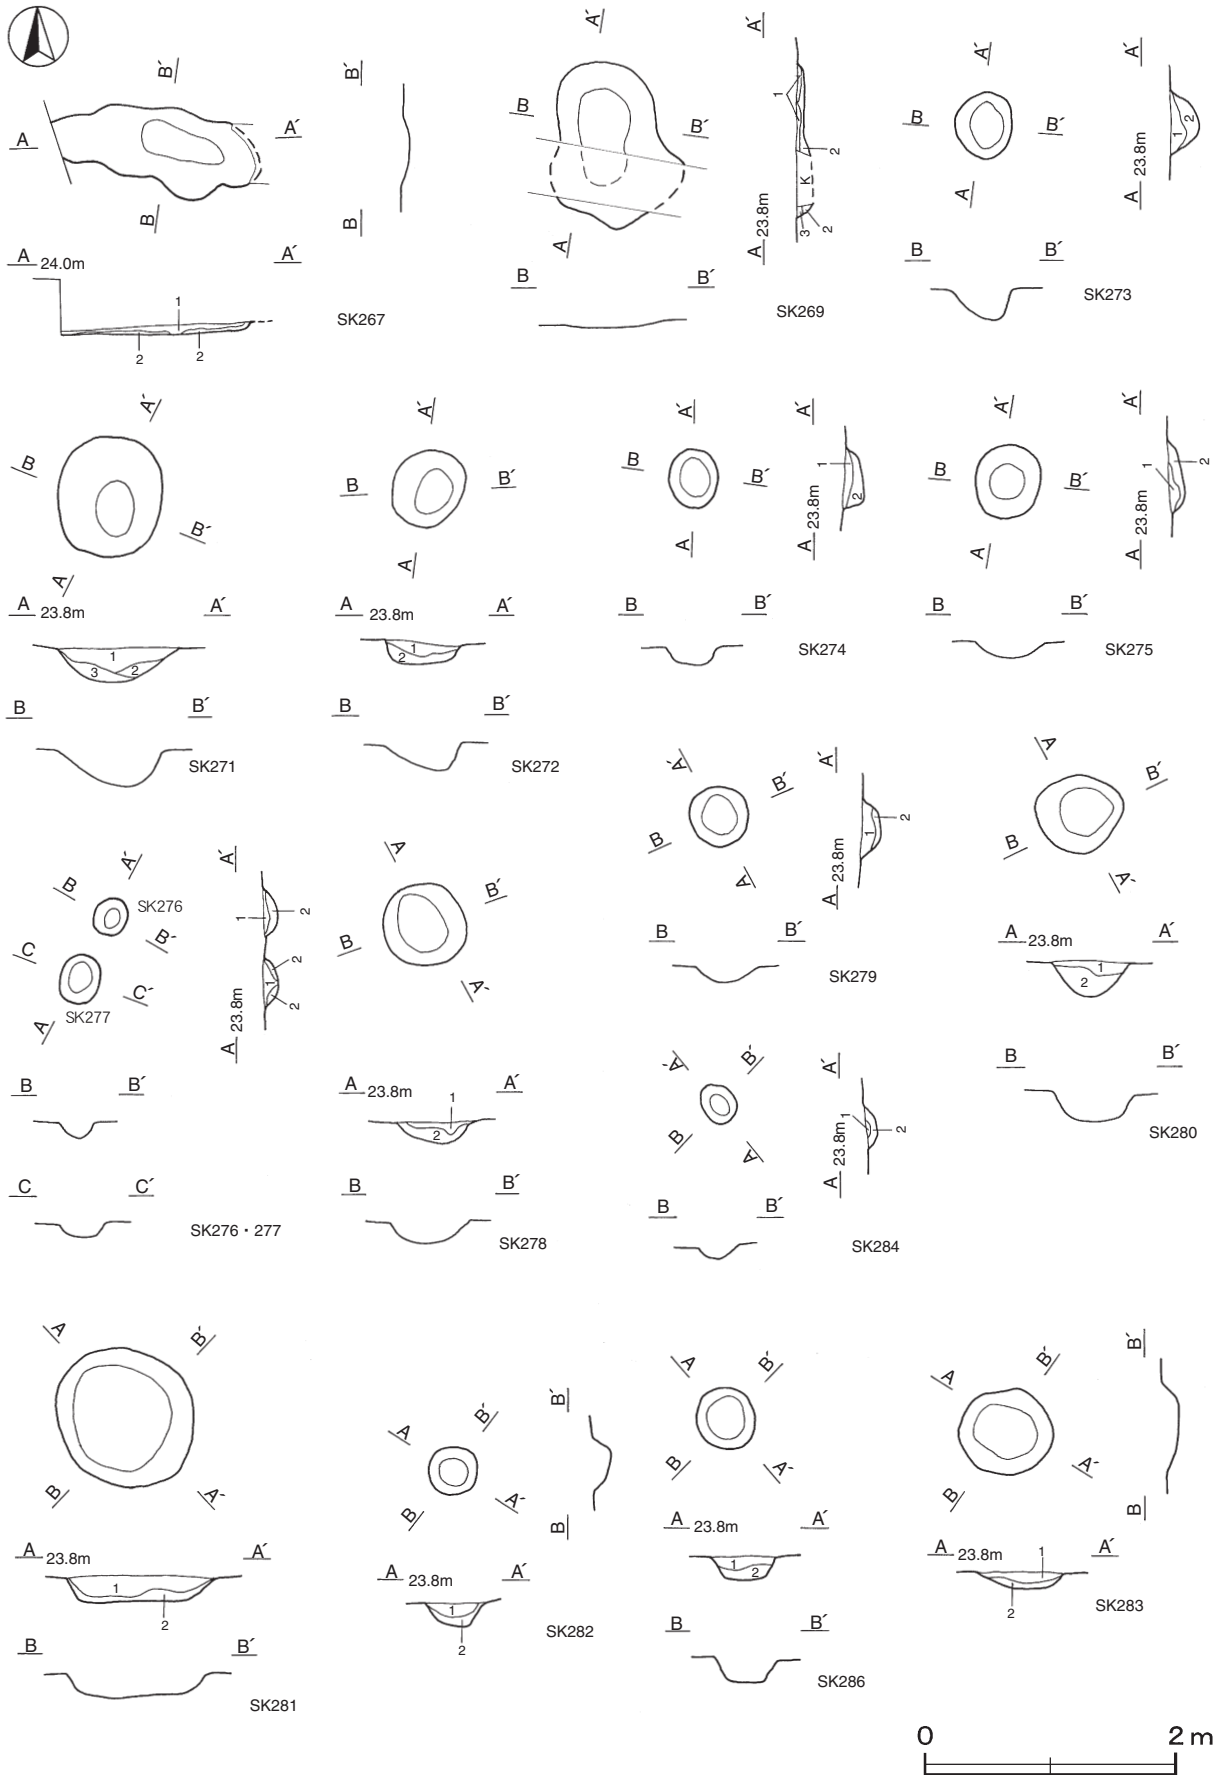 B´
A
A´
B
A 24.0m
A´
1
2
2
B´
B
SK267
A´
B
B´
A
A´
1
2
K
3
2
A 23.8m
B
B´
SK269
A´
B
B´
A
A´
1
2
A 23.8m
B
B´
SK273
A´
B
B´
A
A 23.8m
A´
1
3
2
B
B´
SK271
A´
B
B´
A
A 23.8m
A´
1
2
B
B´
SK272
A´
B
B´
A
A´
1
2
A 23.8m
B
B´
SK274
A´
B
B´
A
A´
1
2
A 23.8m
B
B´
SK275
A´
B
SK276
B´
C
C´
A
SK277
A´
1
2
2
1
2
A 23.8m
B
B´
C
C´
SK276・277
A
B´
B
A´
A 23.8m
A´
1
2
B
B´
SK278
A´
B´
B
A
A´
2
1
A 23.8m
B
B´
SK279
A
B´
B
A´
A 23.8m
A´
1
2
B
B´
SK280
A´
B´
B
A
A´
1
2
A 23.8m
B
B´
SK284
A
B´
B
A´
A 23.8m
A´
1
2
B
B´
SK281
A
B´
B
A´
B´
B
A 23.8m
A´
1
2
SK282
A
B´
B
A´
A 23.8m
A´
1
2
B
B´
SK286
A
B´
B
A´
B´
B
A 23.8m
A´
1
2
SK283
0
2 m